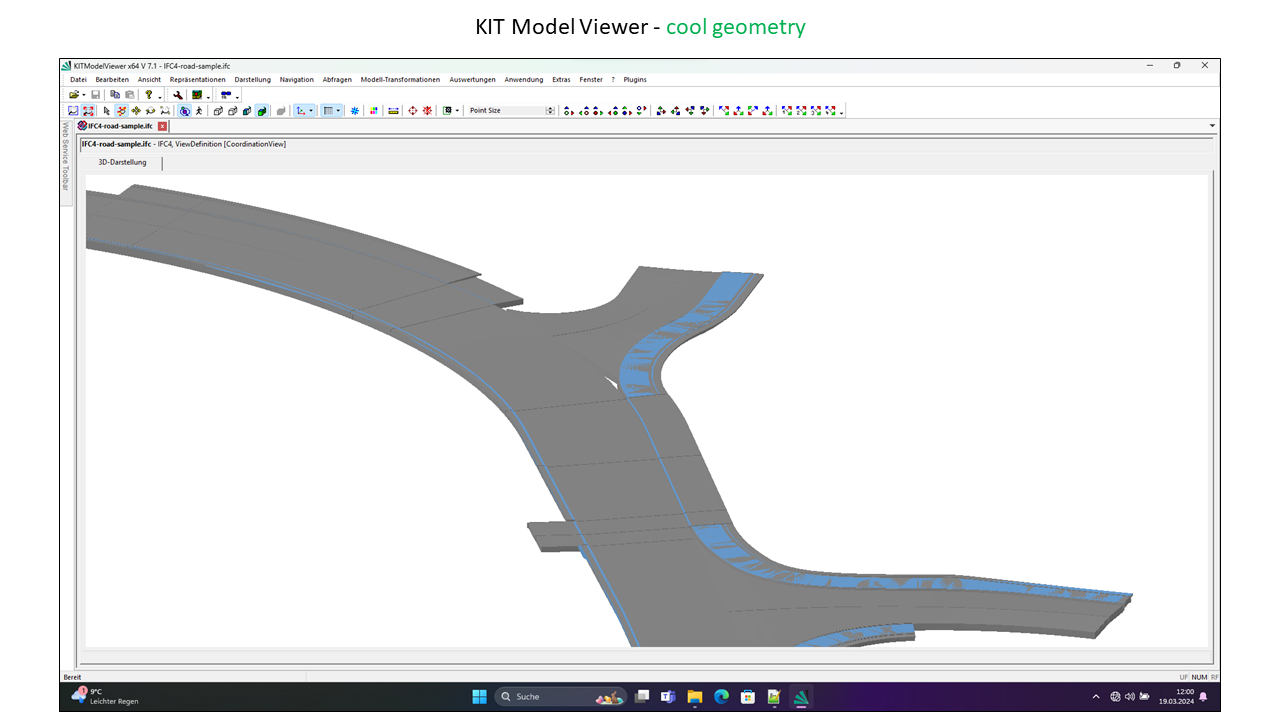 KIT Model Viewer - cool geometry
KITModelViewer x64 V 7.1 - IFC4-road-sample.ifc
Datei Bearbeiten Ansicht Repräsentationen Darstellung Navigation Abfragen Modell-Transformationen Auswertungen Anwendung Extras Fenster ? Plugins
Point Size
Web Service Toolbar
IFC4-road-sample.ifc
IFC4-road-sample.ifc - IFC4, ViewDefinition [CoordinationView]
3D-Darstellung
Bereit
UF NUM RF
1
9°C
Leichter Regen
Suche
12:00
19.03.2024